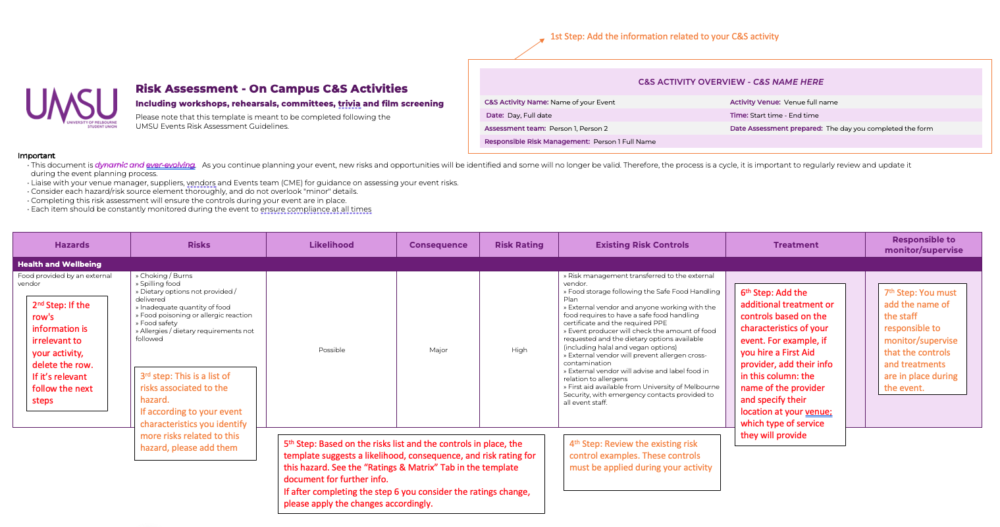 1st Step: Add the information related to your C&S activity
UMSU
UNIVERSITY OF MELBOURNE
STUDENT UNION
Risk Assessment - On Campus C&S Activities
Including workshops, rehearsals, committees, trivia and film screening
Please note that this template is meant to be completed following the
UMSU Events Risk Assessment Guidelines.
C&S ACTIVITY OVERVIEW - C&S NAME HERE
C&S Activity Name: Name of your Event
Activity Venue: Venue full name
Date: Day, Full date
Time: Start time - End time
Assessment team: Person 1, Person 2
Date Assessment prepared: The day you completed the form
Responsible Risk Management: Person 1 Full Name
Important
· This document is dynamic and ever-evolving. As you continue planning your event, new risks and opportunities will be identified and some will no longer be valid. Therefore, the process is a cycle, it is important to regularly review and update it
during the event planning process.
· Liaise with your venue manager, suppliers, vendors and Events team (CME) for guidance on assessing your event risks.
· Consider each hazard/risk source element thoroughly, and do not overlook "minor" details.
· Completing this risk assessment will ensure the controls during your event are in place.
· Each item should be constantly monitored during the event to ensure compliance at all times
Hazards
Risks
Likelihood
Consequence
Risk Rating
Existing Risk Controls
Treatment
Responsible to
monitor/supervise
Health and Wellbeing
Food provided by an external
vendor
2nd Step: If the
row's
information is
irrelevant to
your activity,
delete the row.
If it's relevant
follow the next
steps
» Choking / Burns
» Spilling food
» Dietary options not provided /
delivered
» Inadequate quantity of food
» Food poisoning or allergic reaction
» Food safety
» Allergies / dietary requirements not
followed
3rd step: This is a list of
risks associated to the
hazard.
If according to your event
characteristics you identify
more risks related to this
hazard, please add them
Possible
Major
High
5th Step: Based on the risks list and the controls in place, the
template suggests a likelihood, consequence, and risk rating for
this hazard. See the “Ratings & Matrix” Tab in the template
document for further info.
If after completing the step 6 you consider the ratings change,
please apply the changes accordingly.
» Risk management transferred to the external
vendor.
» Food storage following the Safe Food Handling
Plan
» External vendor and anyone working with the
food requires to have a safe food handling
certificate and the required PPE
» Event producer will check the amount of food
requested and the dietary options available
(including halal and vegan options)
» External vendor will prevent allergen cross-
contamination
» External vendor will advise and label food in
relation to allergens
» First aid available from University of Melbourne
Security, with emergency contacts provided to
all event staff.
4th Step: Review the existing risk
control examples. These controls
must be applied during your activity
6th Step: Add the
additional treatment or
controls based on the
characteristics of your
event. For example, if
you hire a First Aid
provider, add their info
in this column: the
name of the provider
and specify their
location at your venue;
which type of service
they will provide
7th Step: You must
add the name of
the staff
responsible to
monitor/supervise
that the controls
and treatments
are in place during
the event.